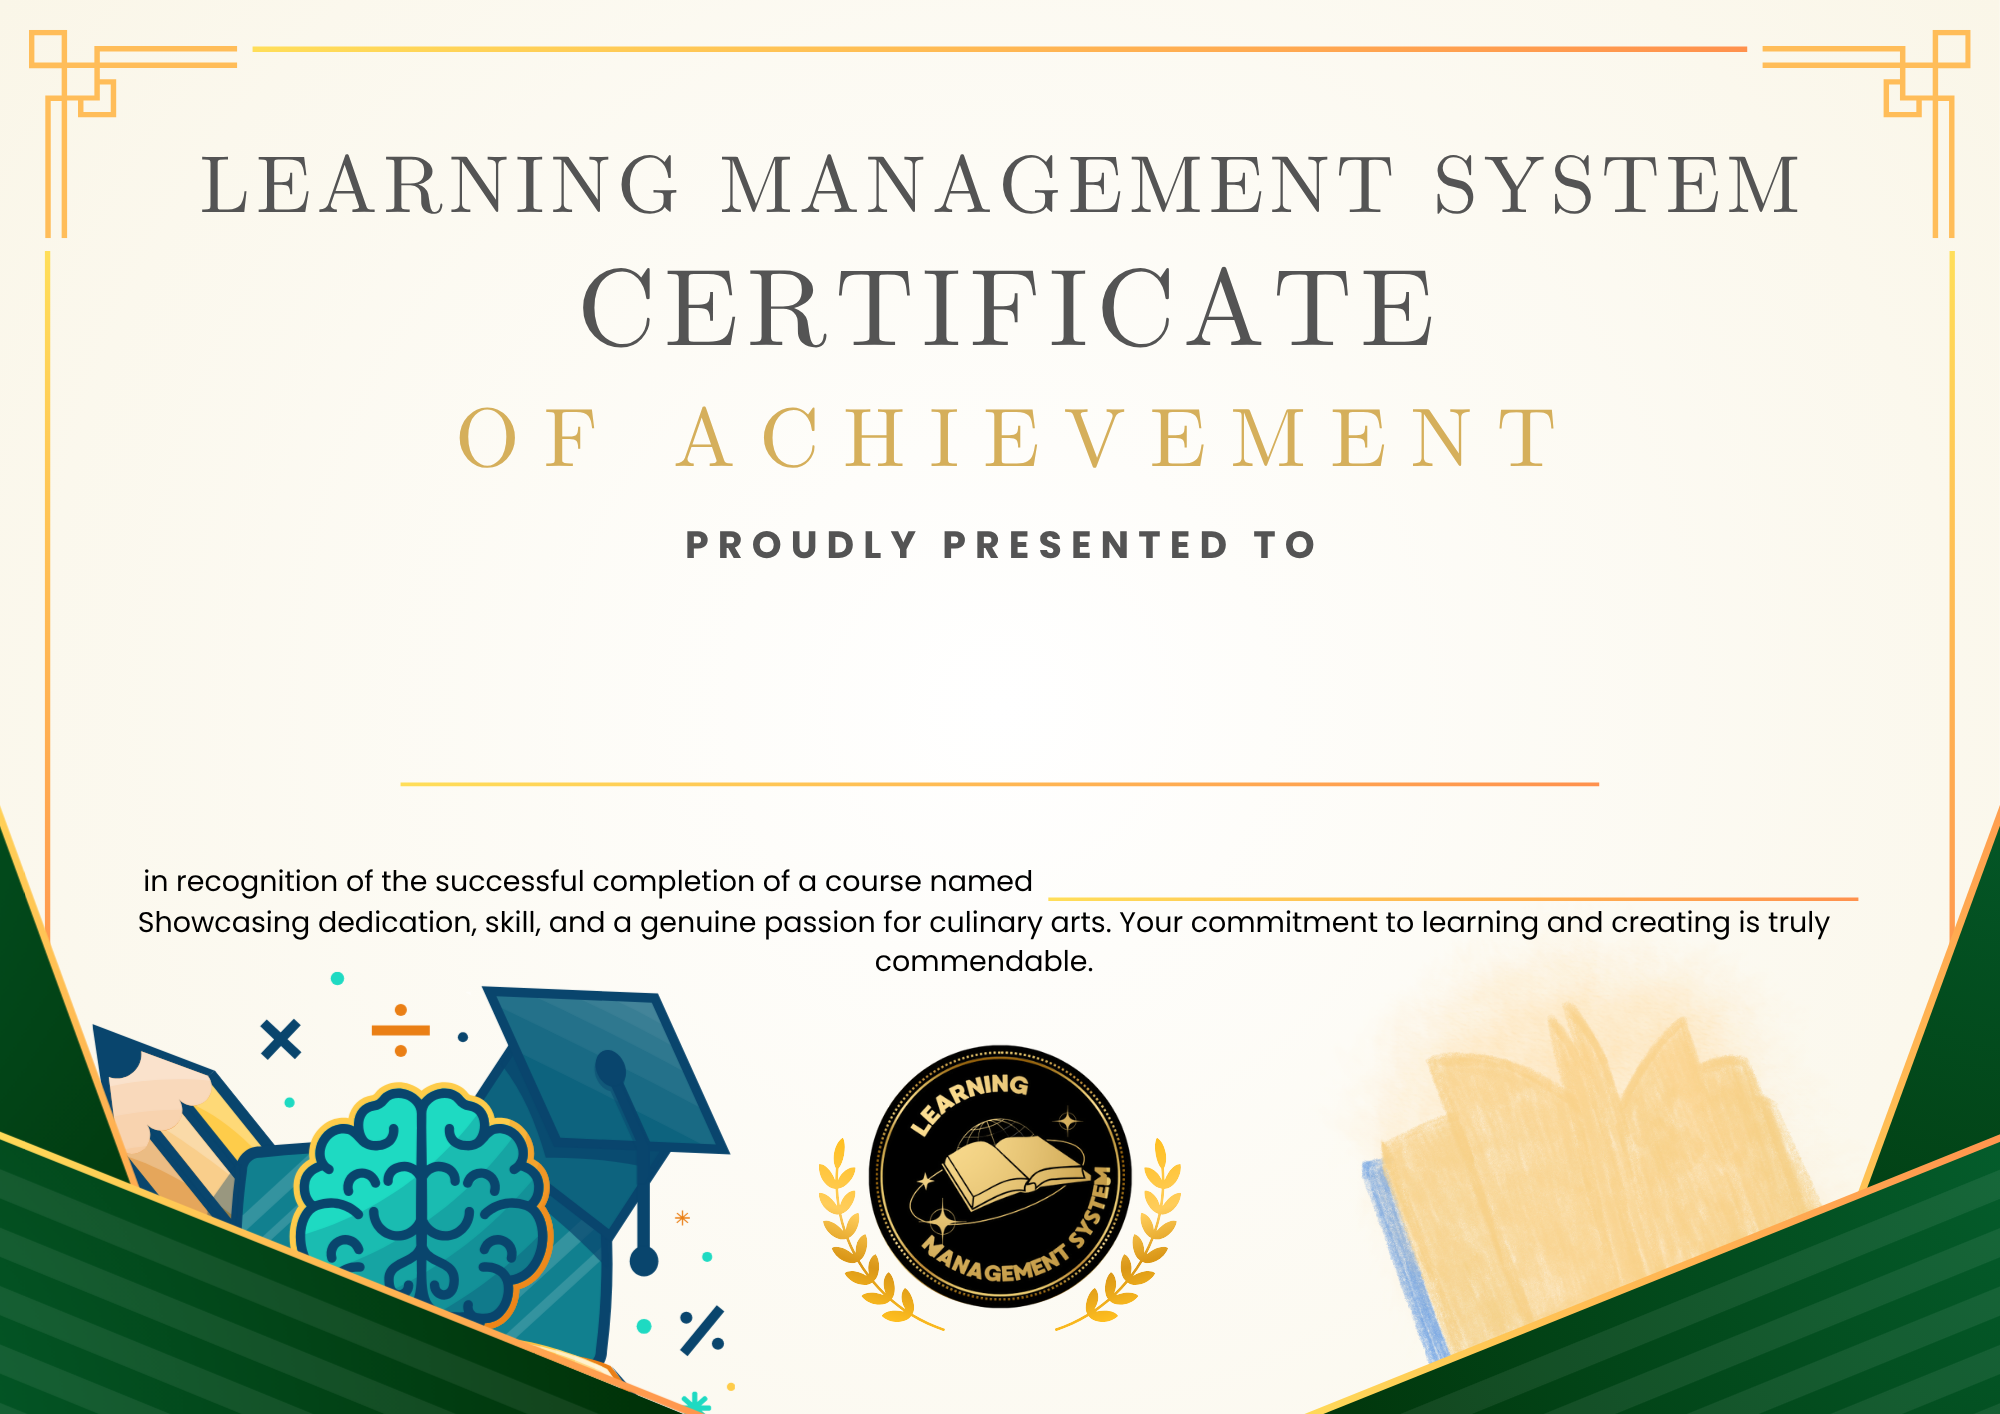 LEARNING MANAGEMENT SYSTEM
CERTIFICATE
OF ACHIEVEMENT
PROUDLY PRESENTED TO
in recognition of the successful completion of a course named
Showcasing dedication, skill, and a genuine passion for culinary arts. Your commitment to learning and creating is truly
commendable.
LEARNING
MANAGEMENT SYSTEM